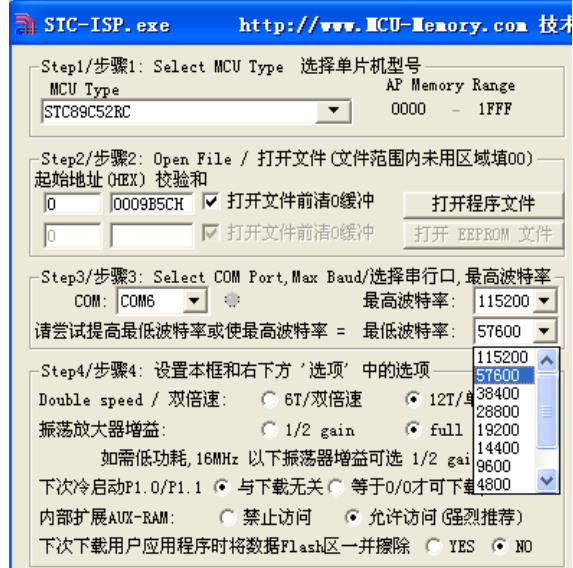 STC-ISP.exe http://www.MCU-Memory.com 技术
Step1/步骤1: Select MCU Type 选择单片机型号
MCU Type AP Memory Range
STC89C52RC 0000 - 1FFF
Step2/步骤2: Open File / 打开文件(文件范围内未用区域填00)
起始地址(HEX) 校验和
0 0009B5CH 打开文件前清0缓冲 打开程序文件
0 打开文件前清0缓冲 打开 EEPROM 文件
Step3/步骤3: Select COM Port,Max Baud/选择串行口,最高波特率
COM: COM6 最高波特率: 115200
请尝试提高最低波特率或使最高波特率 = 最低波特率: 57600
115200
57600
38400
28800
19200
14400
9600
4800
Step4/步骤4: 设置本框和右下方 '选项' 中的选项
Double speed / 双倍速: 6T/双倍速 12T/单
振荡放大器增益: 1/2 gain full
如需低功耗,16MHz 以下振荡器增益可选 1/2 gai
下次冷启动P1.0/P1.1 与下载无关 等于0/0才可下载
内部扩展AUX-RAM: 禁止访问 允许访问(强烈推荐)
下次下载用户应用程序时将数据Flash区一并擦除 YES NO